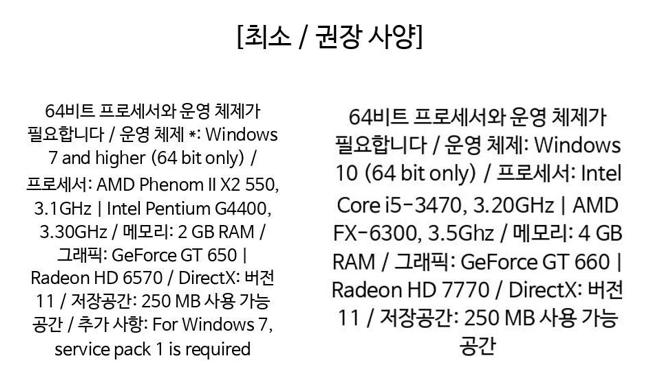 [최소 / 권장 사양]
64비트 프로세서와 운영 체제가
필요합니다 / 운영 체제 *: Windows
7 and higher (64 bit only) /
프로세서: AMD Phenom II X2 550,
3.1GHz | Intel Pentium G4400,
3.30GHz / 메모리: 2 GB RAM /
그래픽: GeForce GT 650 |
Radeon HD 6570 / DirectX: 버전
11 / 저장공간: 250 MB 사용 가능
공간 / 추가 사항: For Windows 7,
service pack 1 is required
64비트 프로세서와 운영 체제가
필요합니다 / 운영 체제: Windows
10 (64 bit only) / 프로세서: Intel
Core i5-3470, 3.20GHz | AMD
FX-6300, 3.5Ghz / 메모리: 4 GB
RAM / 그래픽: GeForce GT 660 |
Radeon HD 7770 / DirectX: 버전
11 / 저장공간: 250 MB 사용 가능
공간